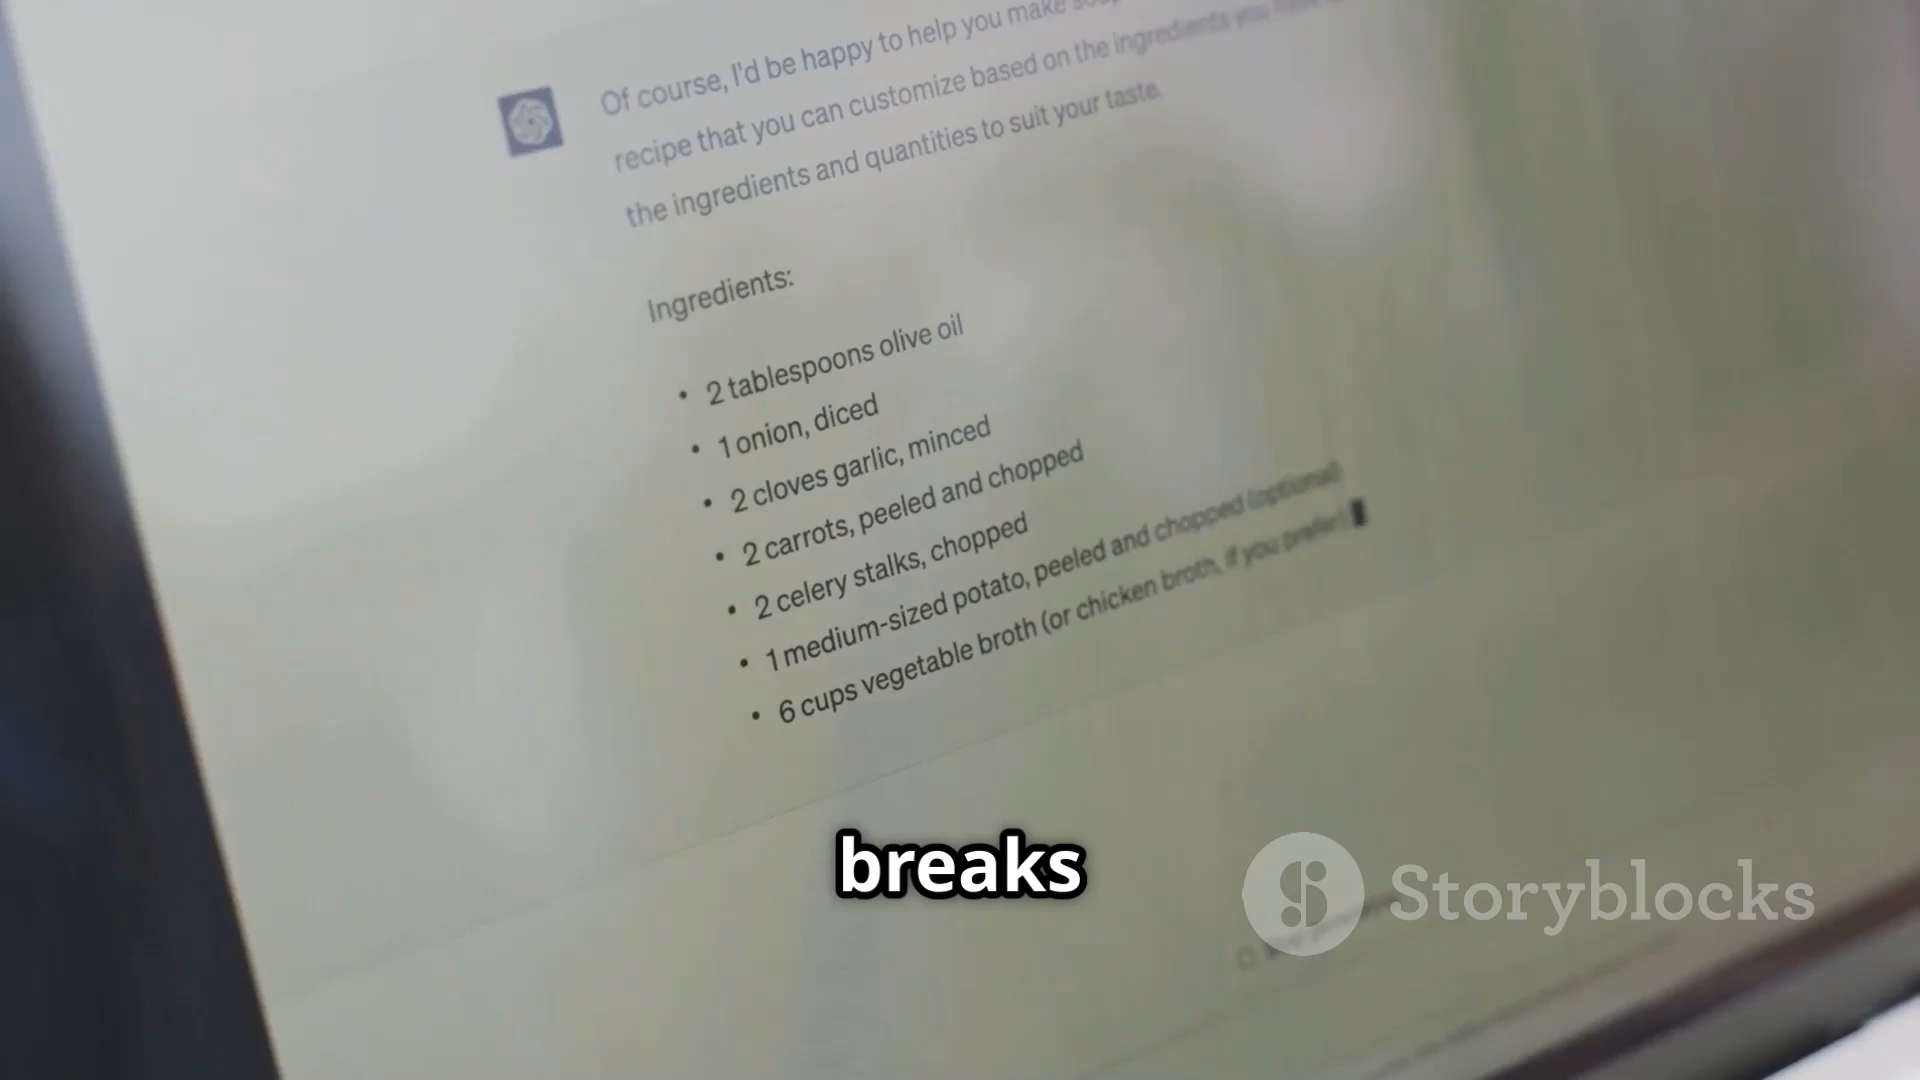 Of course, I'd be happy to help you make
recipe that you can customize based on the ingredients you have
the ingredients and quantities to suit your taste.
Ingredients:
• 2 tablespoons olive oil
• 1 onion, diced
• 2 cloves garlic, minced
• 2 carrots, peeled and chopped
• 2 celery stalks, chopped
• 1 medium-sized potato, peeled and chopped (optional)
• 6 cups vegetable broth (or chicken broth, if you prefer)
breaks
Storyblocks